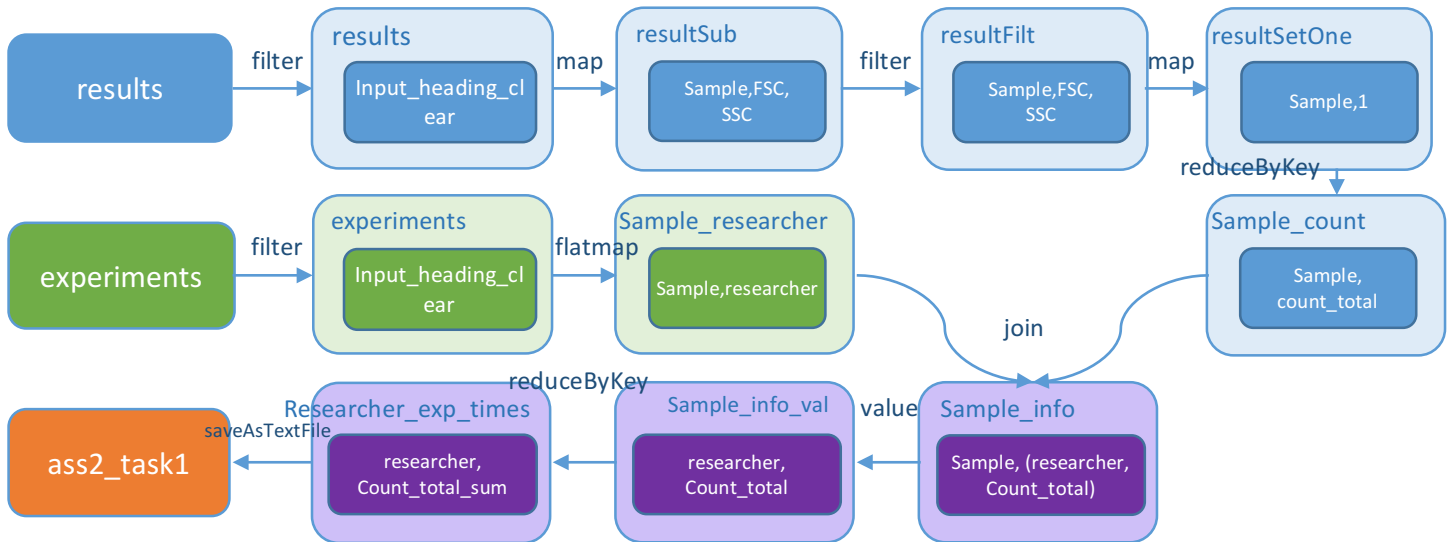 results
filter
results
Input_heading_cl
ear
map
resultSub
Sample,FSC,
SSC
filter
resultFilt
Sample,FSC,
SSC
map
resultSetOne
Sample,1
reduceByKey
experiments
filter
experiments
Input_heading_cl
ear
flatmap
Sample_researcher
Sample,researcher
join
Sample_count
Sample,
count_total
ass2_task1
saveAsTextFile
Researcher_exp_times
researcher,
Count_total_sum
reduceByKey
Sample_info_val
researcher,
Count_total
value
Sample_info
Sample, (researcher,
Count_total)